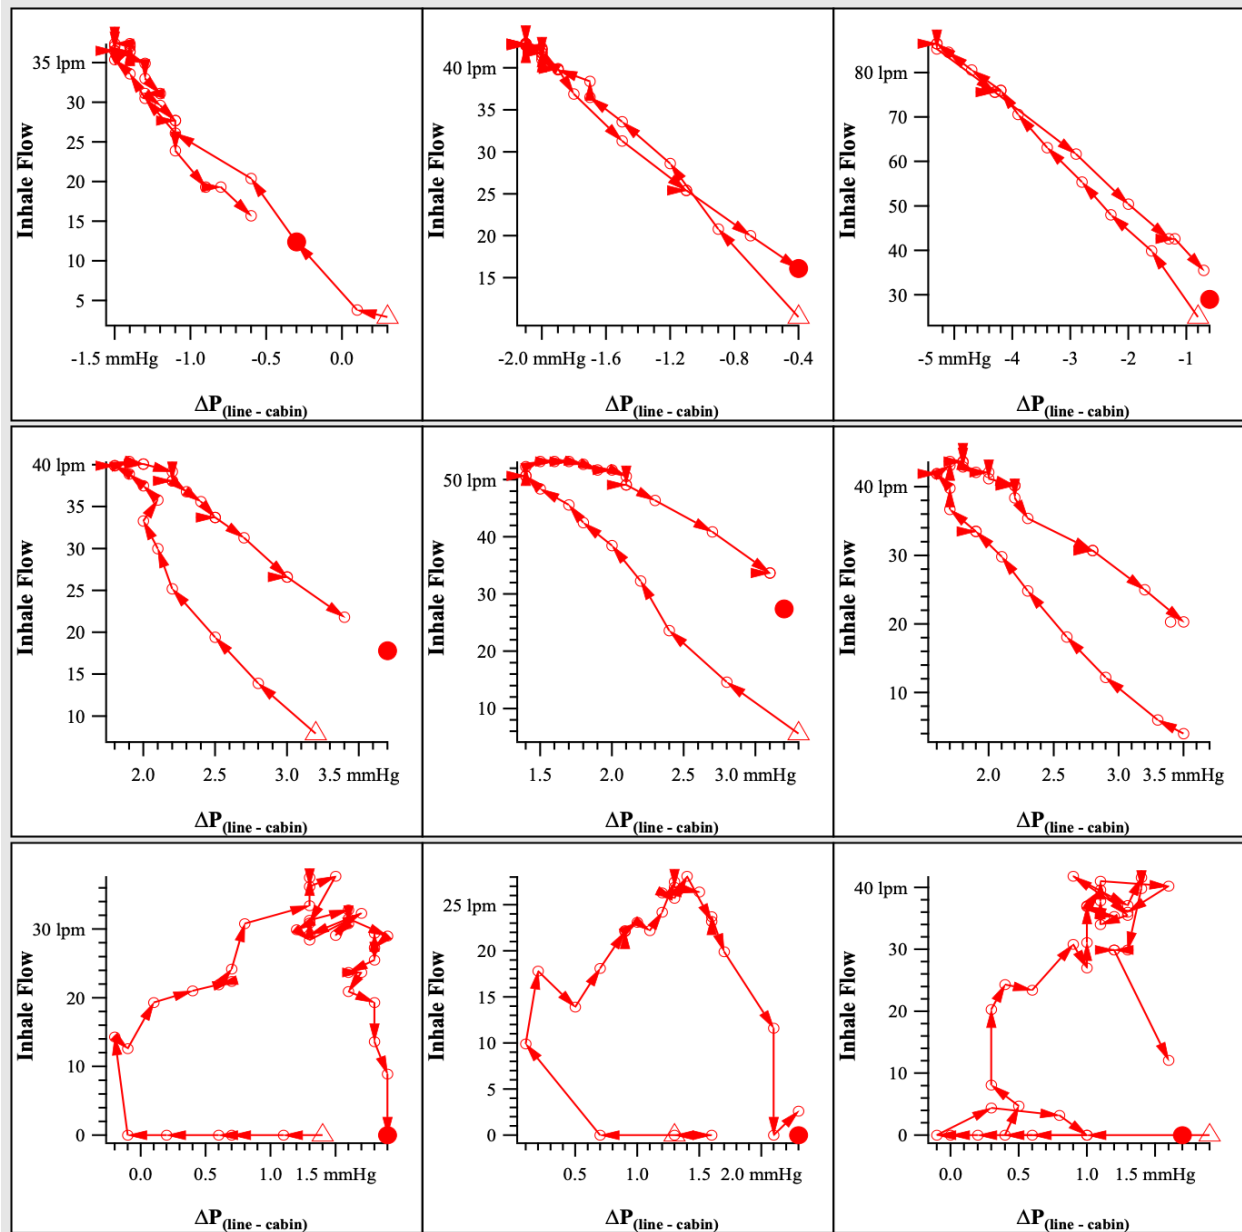 35 lpm
30
25
20
15
10
5
Inhale Flow
-1.5 mmHg
-1.0
-0.5
0.0
ΔP(line - cabin)
40 lpm
35
30
25
20
15
Inhale Flow
-2.0 mmHg
-1.6
-1.2
-0.8
-0.4
ΔP(line - cabin)
80 lpm
70
60
50
40
30
Inhale Flow
-5 mmHg
-4
-3
-2
-1
ΔP(line - cabin)
40 lpm
35
30
25
20
15
10
Inhale Flow
2.0
2.5
3.0
3.5 mmHg
ΔP(line - cabin)
50 lpm
40
30
20
10
Inhale Flow
1.5
2.0
2.5
3.0 mmHg
ΔP(line - cabin)
40 lpm
30
20
10
Inhale Flow
2.0
2.5
3.0
3.5 mmHg
ΔP(line - cabin)
30 lpm
20
10
0
Inhale Flow
0.0
0.5
1.0
1.5 mmHg
ΔP(line - cabin)
25 lpm
20
15
10
5
0
Inhale Flow
0.5
1.0
1.5
2.0 mmHg
ΔP(line - cabin)
40 lpm
30
20
10
0
Inhale Flow
0.0
0.5
1.0
1.5 mmHg
ΔP(line - cabin)